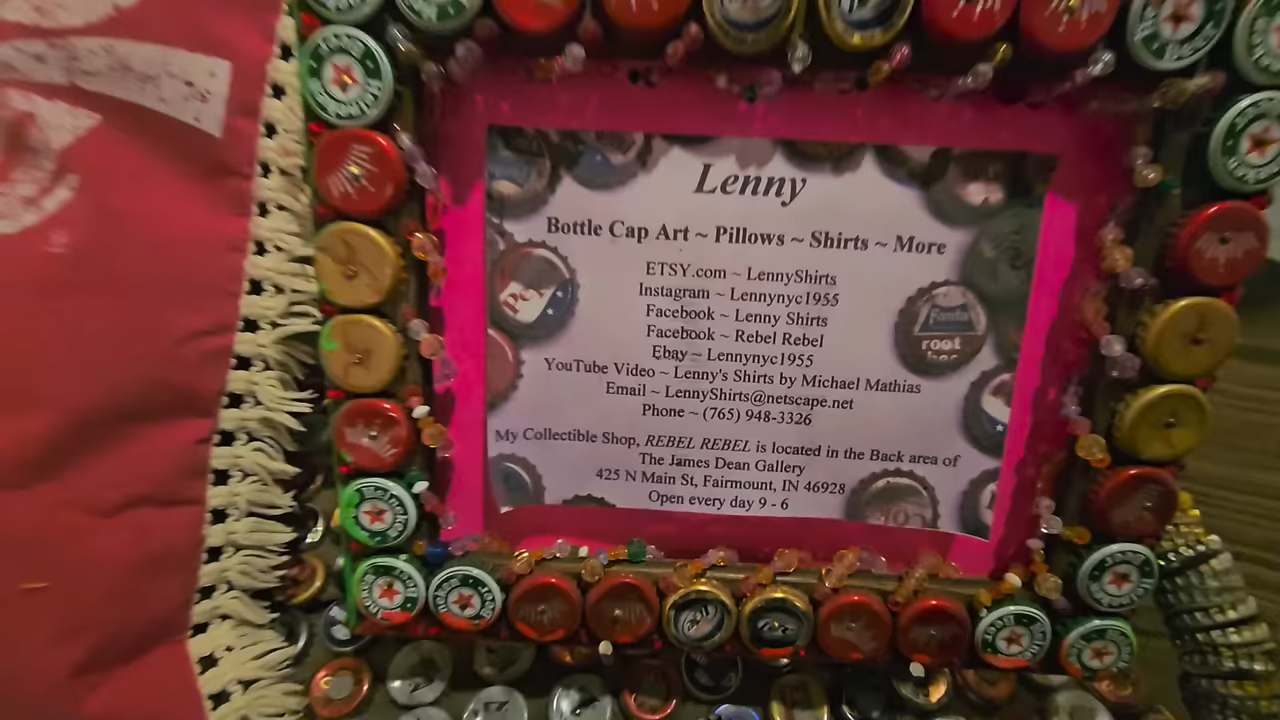 Lenny
Bottle Cap Art ~ Pillows ~ Shirts ~ More
ETSY.com ~ LennyShirts
Instagram ~ Lennynyc1955
Facebook ~ Lenny Shirts
Facebook ~ Rebel Rebel
Ebay ~ Lennynyc1955
YouTube Video ~ Lenny's Shirts by Michael Mathias
Email ~ LennyShirts@netscape.net
Phone ~ (765) 948-3326
My Collectible Shop, REBEL REBEL is located in the Back area of
The James Dean Gallery
425 N Main St, Fairmount, IN 46928
Open every day 9 - 6
Fanta
root